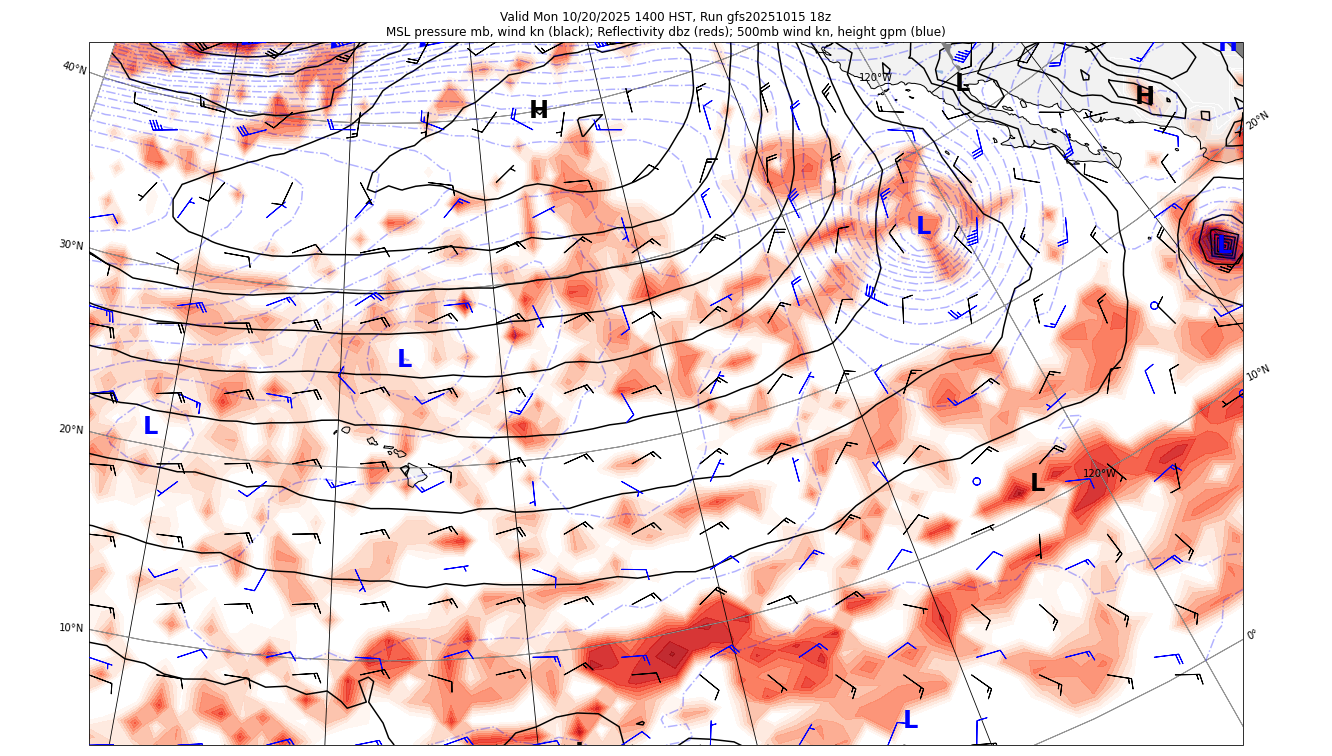 Valid Mon 10/20/2025 1400 HST, Run gfs20251015 18z
MSL pressure mb, wind kn (black); Reflectivity dbz (reds); 500mb wind kn, height gpm (blue)
H
40°N
120°W
L
H
H
20°N
30°N
L
L
L
10°N
L
20°N
120°W
L
10°N
0°
L
L